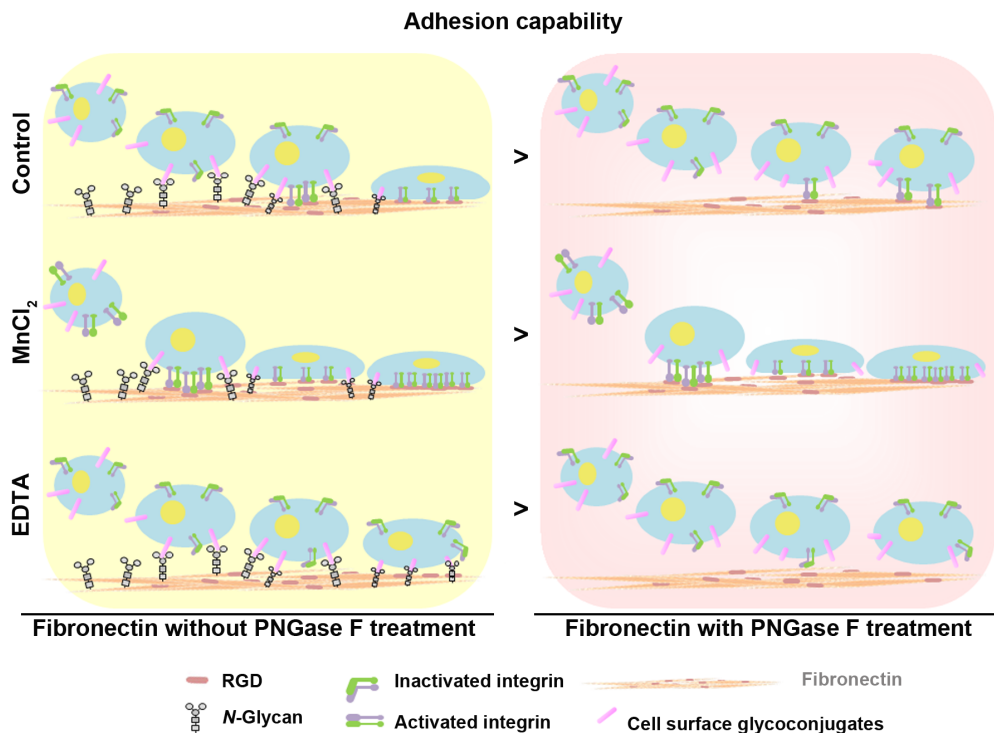 Adhesion capability
Control
>
MnCl₂
>
EDTA
>
Fibronectin without PNGase F treatment
Fibronectin with PNGase F treatment
RGD
Inactivated integrin
Fibronectin
N-Glycan
Activated integrin
Cell surface glycoconjugates